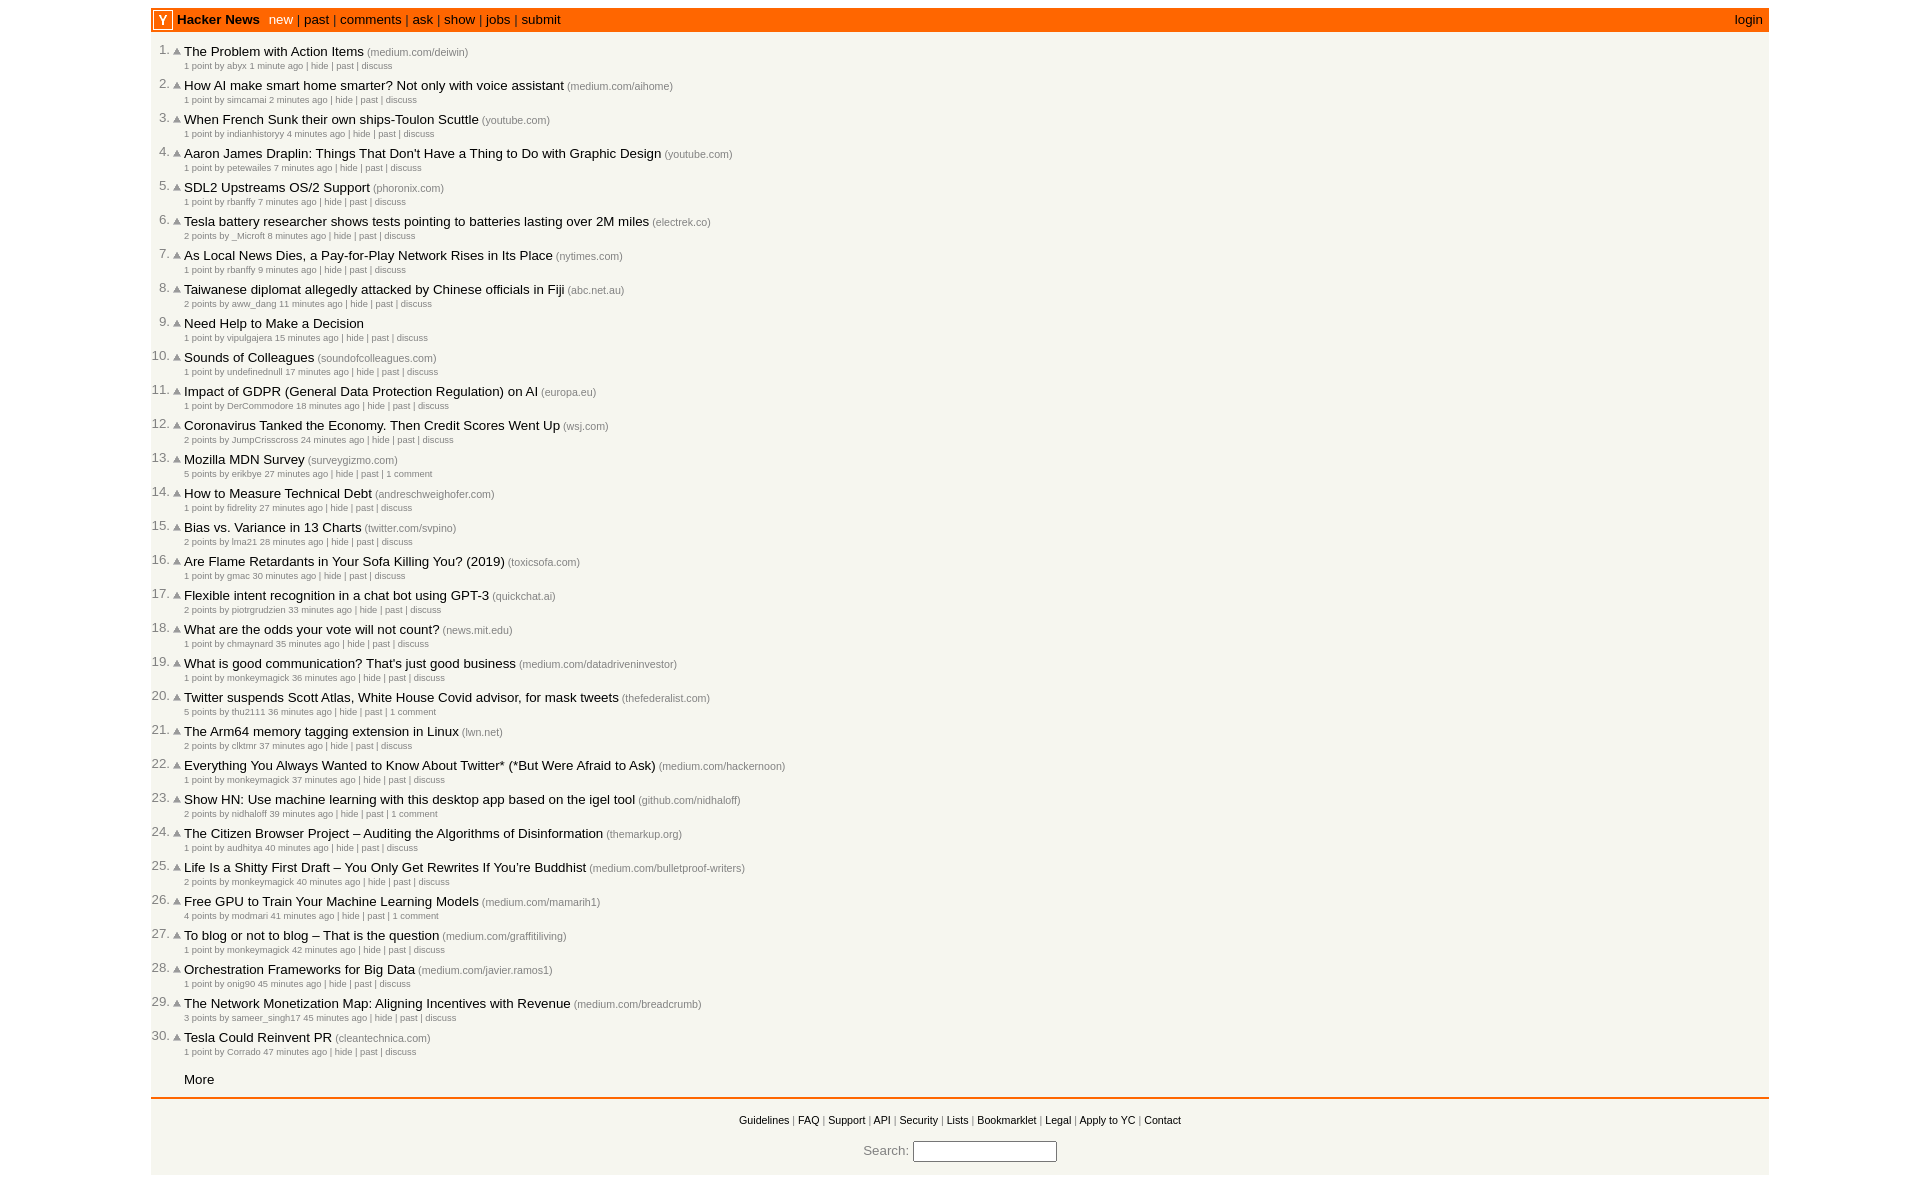 Y Hacker News new | past | comments | ask | show | jobs | submit login
1. The Problem with Action Items (medium.com/deiwin)
1 point by abyx 1 minute ago | hide | past | discuss
2. How AI make smart home smarter? Not only with voice assistant (medium.com/aihome)
1 point by simcamai 2 minutes ago | hide | past | discuss
3. When French Sunk their own ships-Toulon Scuttle (youtube.com)
1 point by indianhistoryy 4 minutes ago | hide | past | discuss
4. Aaron James Draplin: Things That Don't Have a Thing to Do with Graphic Design (youtube.com)
1 point by petewailes 7 minutes ago | hide | past | discuss
5. SDL2 Upstreams OS/2 Support (phoronix.com)
1 point by rbanffy 7 minutes ago | hide | past | discuss
6. Tesla battery researcher shows tests pointing to batteries lasting over 2M miles (electrek.co)
2 points by _Microft 8 minutes ago | hide | past | discuss
7. As Local News Dies, a Pay-for-Play Network Rises in Its Place (nytimes.com)
1 point by rbanffy 9 minutes ago | hide | past | discuss
8. Taiwanese diplomat allegedly attacked by Chinese officials in Fiji (abc.net.au)
2 points by aww_dang 11 minutes ago | hide | past | discuss
9. Need Help to Make a Decision
1 point by vipulgajera 15 minutes ago | hide | past | discuss
10. Sounds of Colleagues (soundofcolleagues.com)
1 point by undefinednull 17 minutes ago | hide | past | discuss
11. Impact of GDPR (General Data Protection Regulation) on AI (europa.eu)
1 point by DerCommodore 18 minutes ago | hide | past | discuss
12. Coronavirus Tanked the Economy. Then Credit Scores Went Up (wsj.com)
2 points by JumpCrisscross 24 minutes ago | hide | past | discuss
13. Mozilla MDN Survey (surveygizmo.com)
5 points by erikbye 27 minutes ago | hide | past | 1 comment
14. How to Measure Technical Debt (andreschweighofer.com)
1 point by fidrelity 27 minutes ago | hide | past | discuss
15. Bias vs. Variance in 13 Charts (twitter.com/svpino)
2 points by lma21 28 minutes ago | hide | past | discuss
16. Are Flame Retardants in Your Sofa Killing You? (2019) (toxicsofa.com)
1 point by gmac 30 minutes ago | hide | past | discuss
17. Flexible intent recognition in a chat bot using GPT-3 (quickchat.ai)
2 points by piotrgrudzien 33 minutes ago | hide | past | discuss
18. What are the odds your vote will not count? (news.mit.edu)
1 point by chmaynard 35 minutes ago | hide | past | discuss
19. What is good communication? That's just good business (medium.com/datadriveninvestor)
1 point by monkeymagick 36 minutes ago | hide | past | discuss
20. Twitter suspends Scott Atlas, White House Covid advisor, for mask tweets (thefederalist.com)
5 points by thu2111 36 minutes ago | hide | past | 1 comment
21. The Arm64 memory tagging extension in Linux (lwn.net)
2 points by clktmr 37 minutes ago | hide | past | discuss
22. Everything You Always Wanted to Know About Twitter* (*But Were Afraid to Ask) (medium.com/hackernoon)
1 point by monkeymagick 37 minutes ago | hide | past | discuss
23. Show HN: Use machine learning with this desktop app based on the igel tool (github.com/nidhaloff)
2 points by nidhaloff 39 minutes ago | hide | past | 1 comment
24. The Citizen Browser Project – Auditing the Algorithms of Disinformation (themarkup.org)
1 point by audhitya 40 minutes ago | hide | past | discuss
25. Life Is a Shitty First Draft – You Only Get Rewrites If You’re Buddhist (medium.com/bulletproof-writers)
2 points by monkeymagick 40 minutes ago | hide | past | discuss
26. Free GPU to Train Your Machine Learning Models (medium.com/mamarih1)
4 points by modmari 41 minutes ago | hide | past | 1 comment
27. To blog or not to blog – That is the question (medium.com/graffitiliving)
1 point by monkeymagick 42 minutes ago | hide | past | discuss
28. Orchestration Frameworks for Big Data (medium.com/javier.ramos1)
1 point by onig90 45 minutes ago | hide | past | discuss
29. The Network Monetization Map: Aligning Incentives with Revenue (medium.com/breadcrumb)
3 points by sameer_singh17 45 minutes ago | hide | past | discuss
30. Tesla Could Reinvent PR (cleantechnica.com)
1 point by Corrado 47 minutes ago | hide | past | discuss
More
Guidelines | FAQ | Support | API | Security | Lists | Bookmarklet | Legal | Apply to YC | Contact
Search: